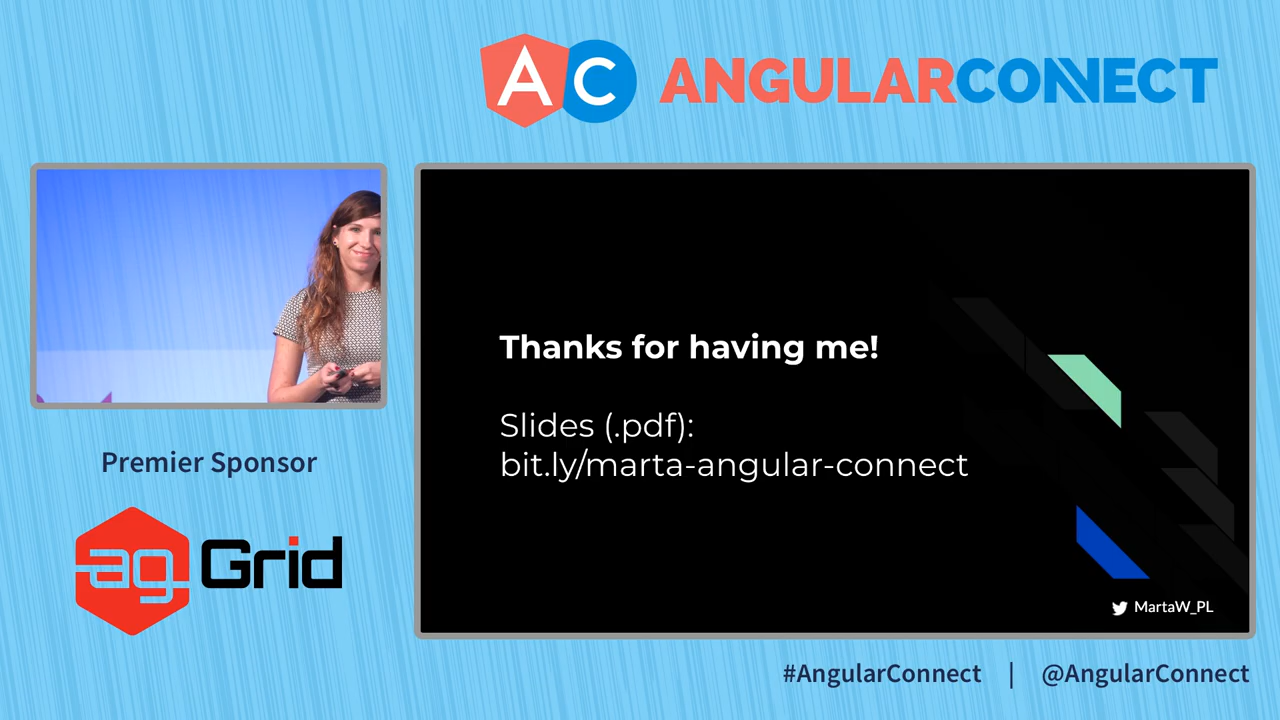 AC ANGULARCONNECT
Thanks for having me!
Slides (.pdf):
bit.ly/marta-angular-connect
MartaW_PL
Premier Sponsor
ag Grid
#AngularConnect | @AngularConnect